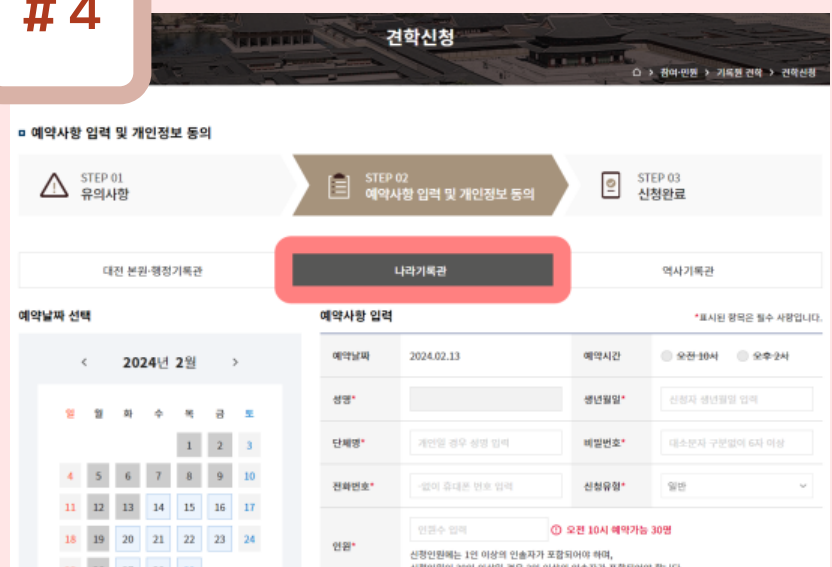 #4
견학신청
참여·민원 > 기록원 견학 > 견학신청
예약사항 입력 및 개인정보 동의
STEP 01
유의사항
STEP 02
예약사항 입력 및 개인정보 동의
STEP 03
신청완료
대전 본원·행정기록관
나라기록관
역사기록관
예약날짜 선택
예약사항 입력
*표시된 항목은 필수 사항입니다.
< 2024년 2월 >
일 월 화 수 목 금 토
1 2 3
4 5 6 7 8 9 10
11 12 13 14 15 16 17
18 19 20 21 22 23 24
예약날짜 2024.02.13 예약시간 오전 10시 오후 2시
성명* 생년월일* 신청자 생년월일 입력
단체명* 개인일 경우 성명 입력 비밀번호* 대소문자 구분없이 6자 이상
전화번호* -없이 휴대폰 번호 입력 신청유형* 일반
인원* 인원수 입력 오전 10시 예약가능 30명
신청인원에는 1인 이상의 인솔자가 포함되어야 하며,